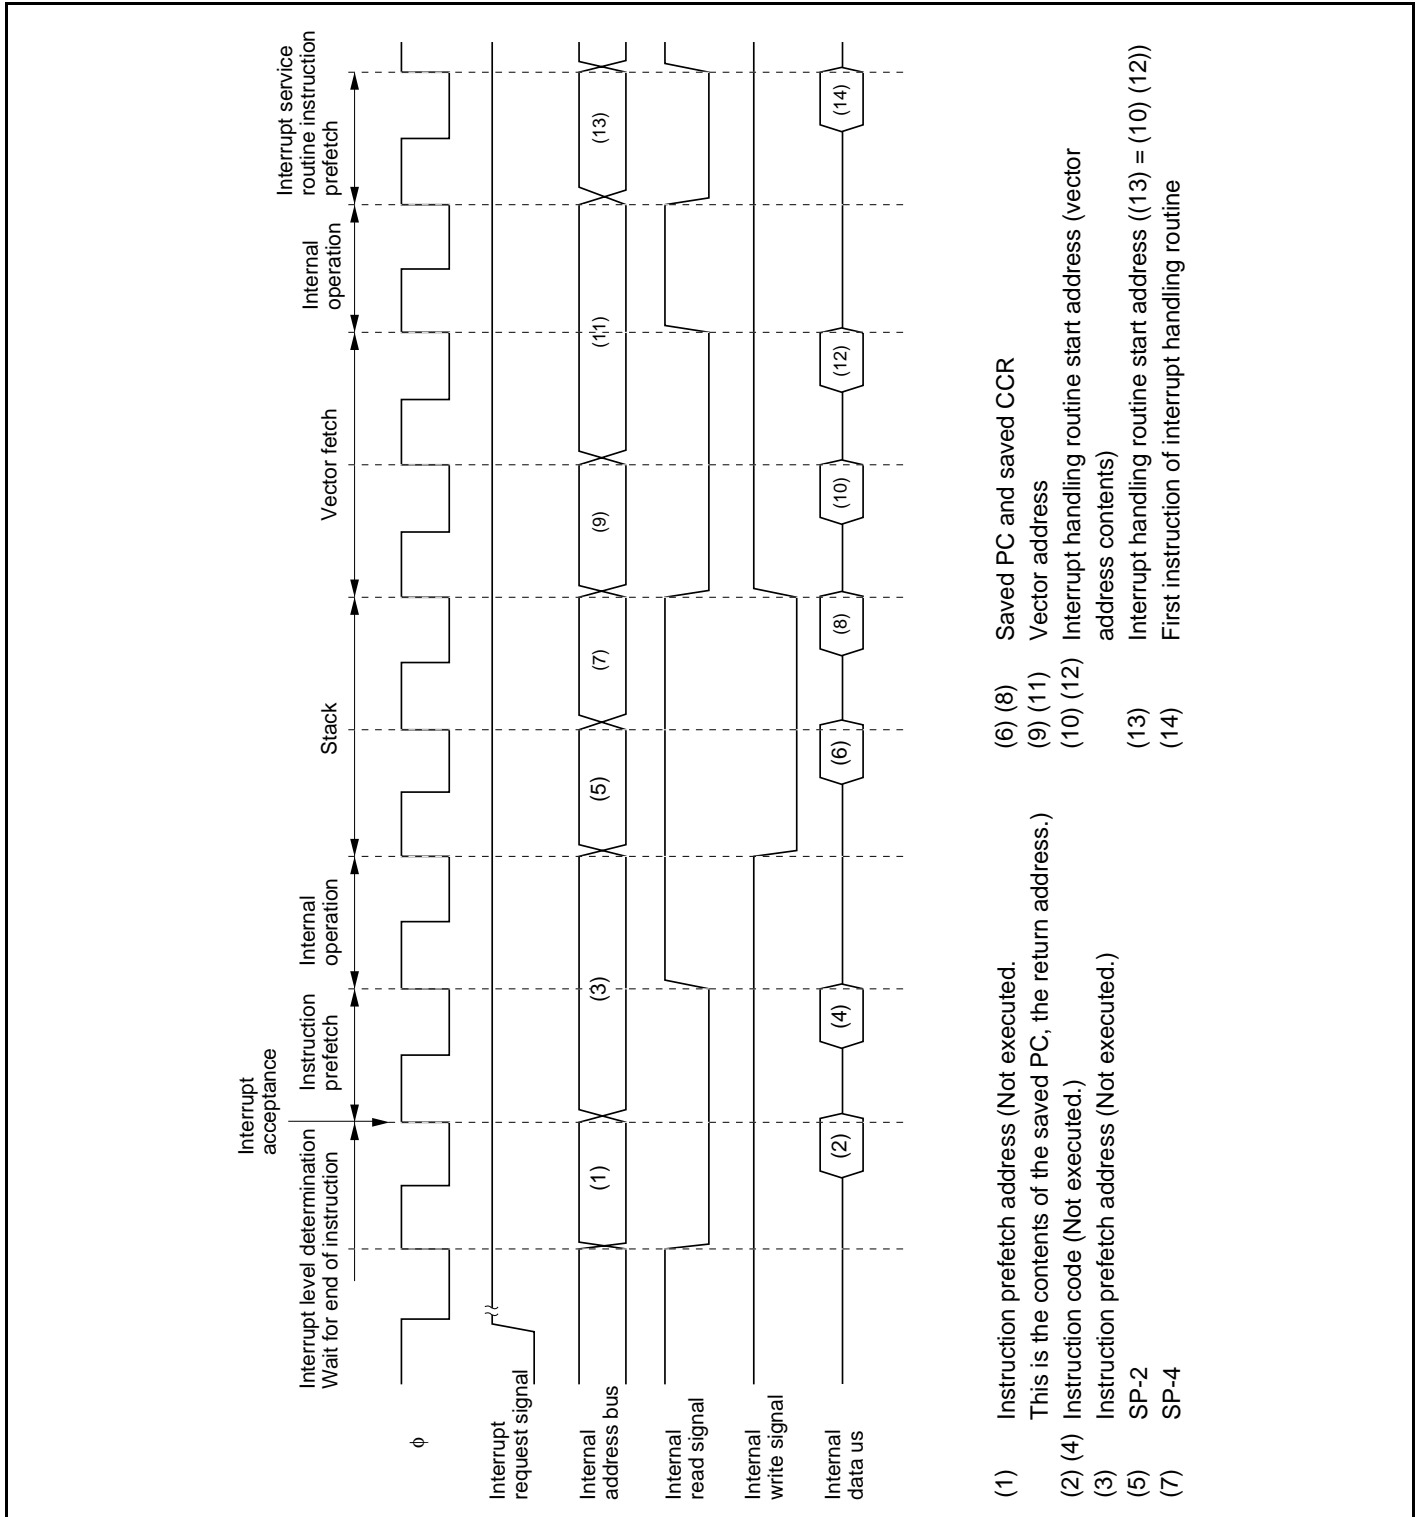 Interrupt
acceptance
Interrupt level determination
Wait for end of instruction
Instruction
prefetch
Internal
operation
Stack
Vector fetch
Internal
operation
Interrupt service
routine instruction
prefetch
ϕ
Interrupt
request signal
Internal
address bus
(1)
(3)
(5)
(7)
(9)
(11)
(13)
Internal
read signal
Internal
write signal
Internal
data us
(2)
(4)
(6)
(8)
(10)
(12)
(14)
(1) Instruction prefetch address (Not executed.
This is the contents of the saved PC, the return address.)
(2) (4) Instruction code (Not executed.)
(3) Instruction prefetch address (Not executed.)
(5) SP-2
(7) SP-4
(6) (8) Saved PC and saved CCR
(9) (11) Vector address
(10) (12) Interrupt handling routine start address (vector
address contents)
(13) Interrupt handling routine start address ((13) = (10) (12))
(14) First instruction of interrupt handling routine